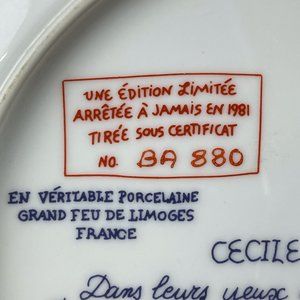 UNE ÉDITION LIMITÉE
ARRÊTÉE À JAMAIS EN 1981
TIRÉE SOUS CERTIFICAT
NO. BA 880
EN VÉRITABLE PORCELAINE
GRAND FEU DE LIMOGES
FRANCE
CECILE
Dans leurs yeux